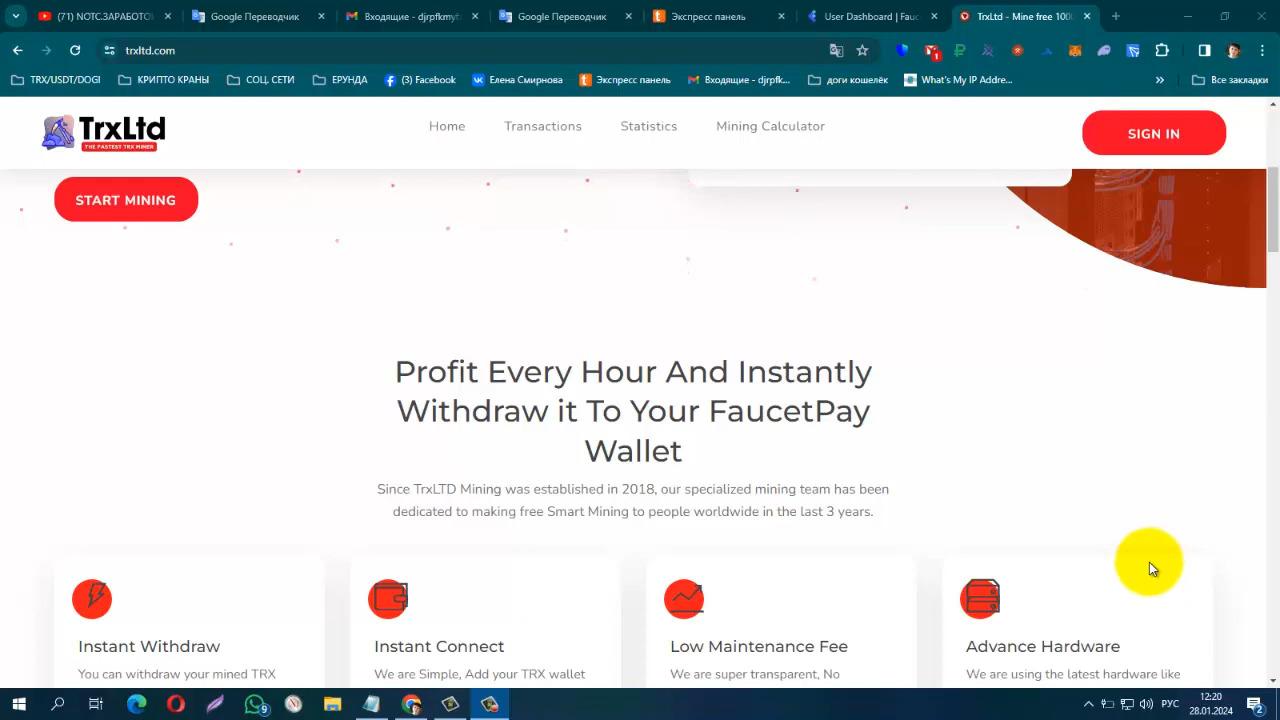 (71) NOTC.ЗАРАБОТО
Google Переводчик
Входящие - djrpfkmyt
Google Переводчик
Экспресс панель
User Dashboard | Fauc
TrxLtd - Mine free 100
trxltd.com
1
TRX/USDT/DOGI
КРИПТО КРАНЫ
СОЦ. СЕТИ
ЕРУНДА
(3) Facebook
Елена Смирнова
Экспресс панель
Входящие - djrpfk...
доги кошелёк
What's My IP Addre...
Все закладки
TrxLtd
THE FASTEST TRX MINER
Home
Transactions
Statistics
Mining Calculator
SIGN IN
START MINING
Profit Every Hour And Instantly
Withdraw it To Your FaucetPay
Wallet
Since TrxLTD Mining was established in 2018, our specialized mining team has been
dedicated to making free Smart Mining to people worldwide in the last 3 years.
Instant Withdraw
You can withdraw your mined TRX
Instant Connect
We are Simple, Add your TRX wallet
Low Maintenance Fee
We are super transparent, No
Advance Hardware
We are using the latest hardware like
9
РУС
12:20
28.01.2024
2